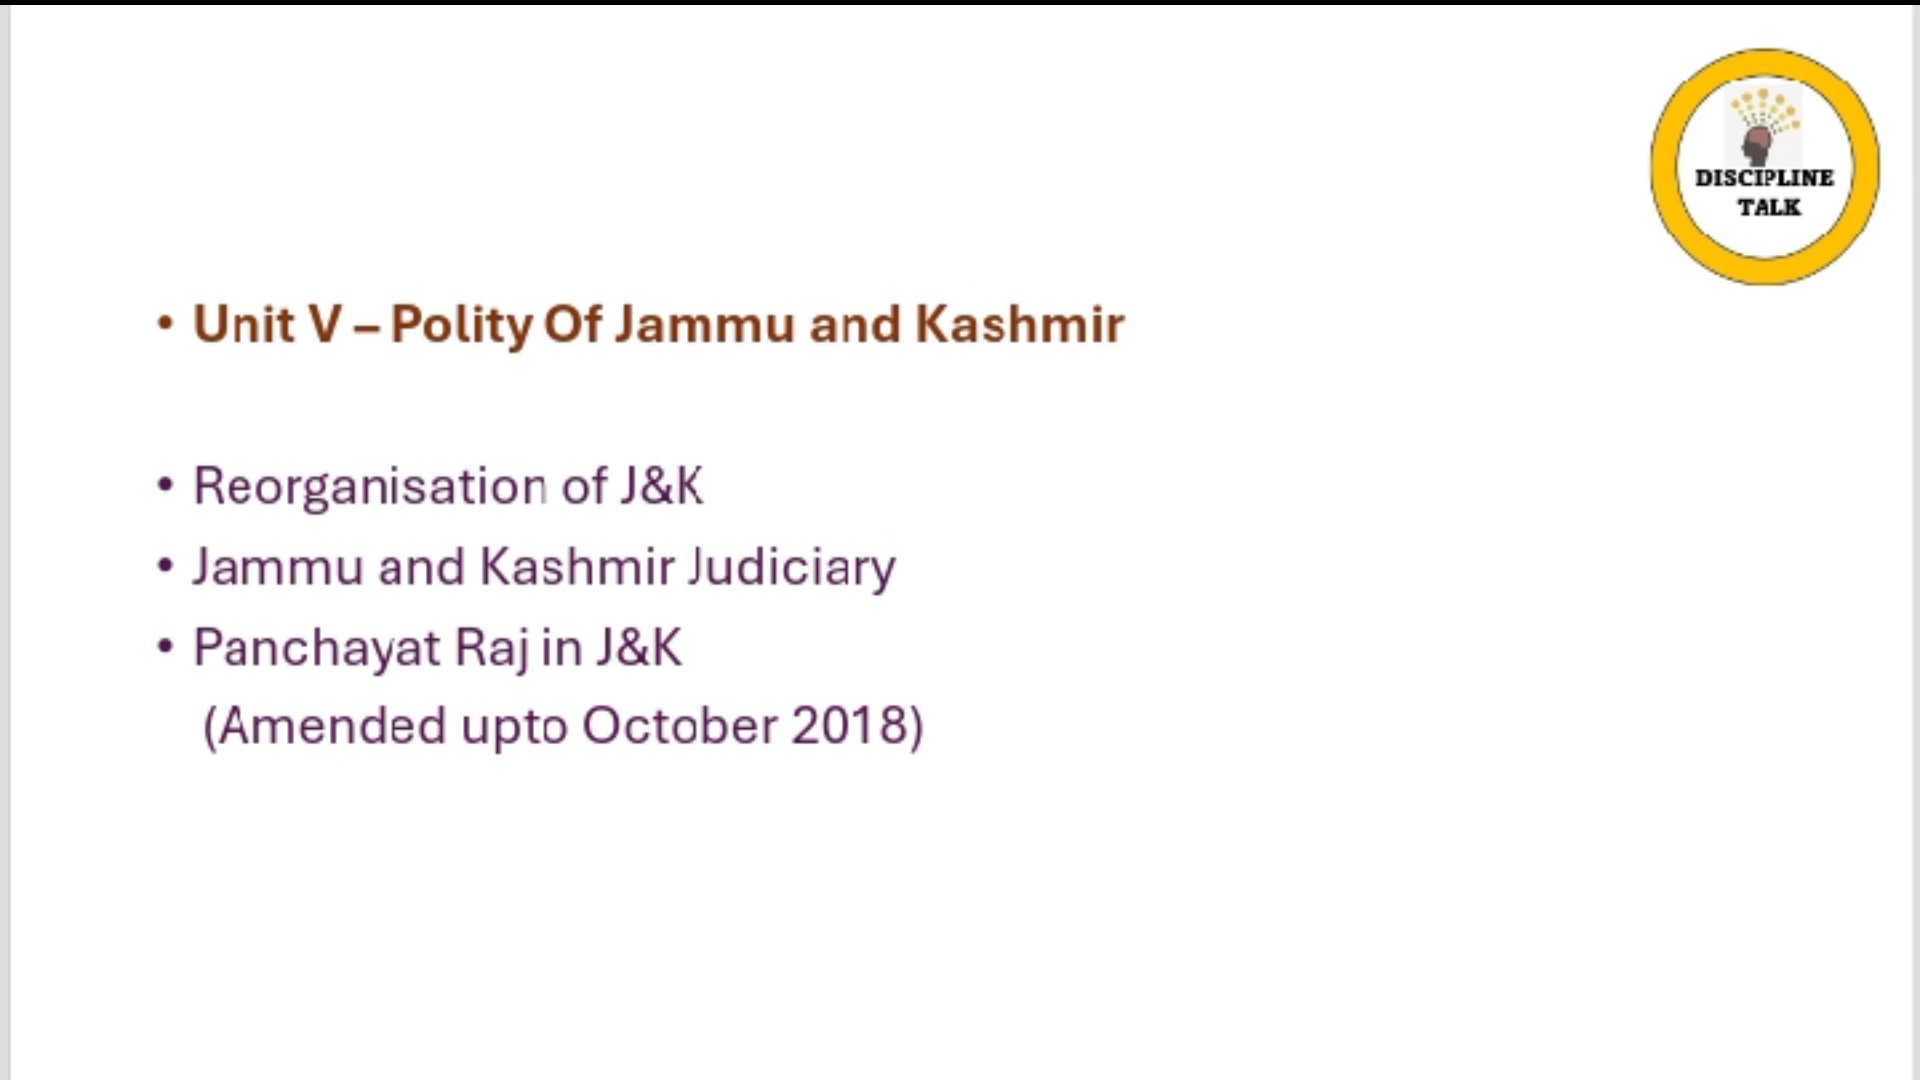 DISCIPLINE
TALK
• Unit V – Polity Of Jammu and Kashmir
• Reorganisation of J&K
• Jammu and Kashmir Judiciary
• Panchayat Raj in J&K
(Amended upto October 2018)